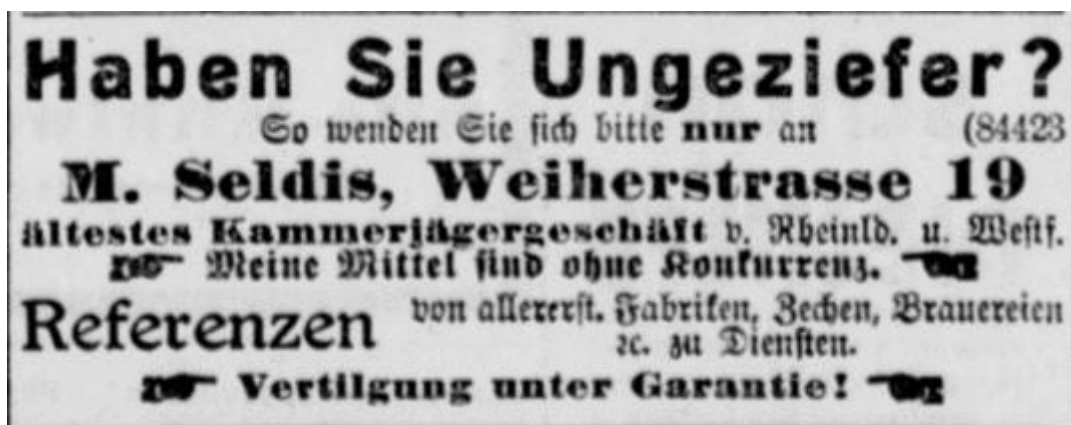 Haben Sie Ungeziefer?
So wenden Sie sich bitte nur an (84423
M. Seldis, Weiherstrasse 19
ältestes Kammerjägergeschäft v. Rheinld. u. Westf.
☛ Meine Mittel sind ohne Konkurrenz. ☚
Referenzen von allererst. Fabriken, Zechen, Brauereien
ꝛc. zu Diensten.
☛ Vertilgung unter Garantie! ☚